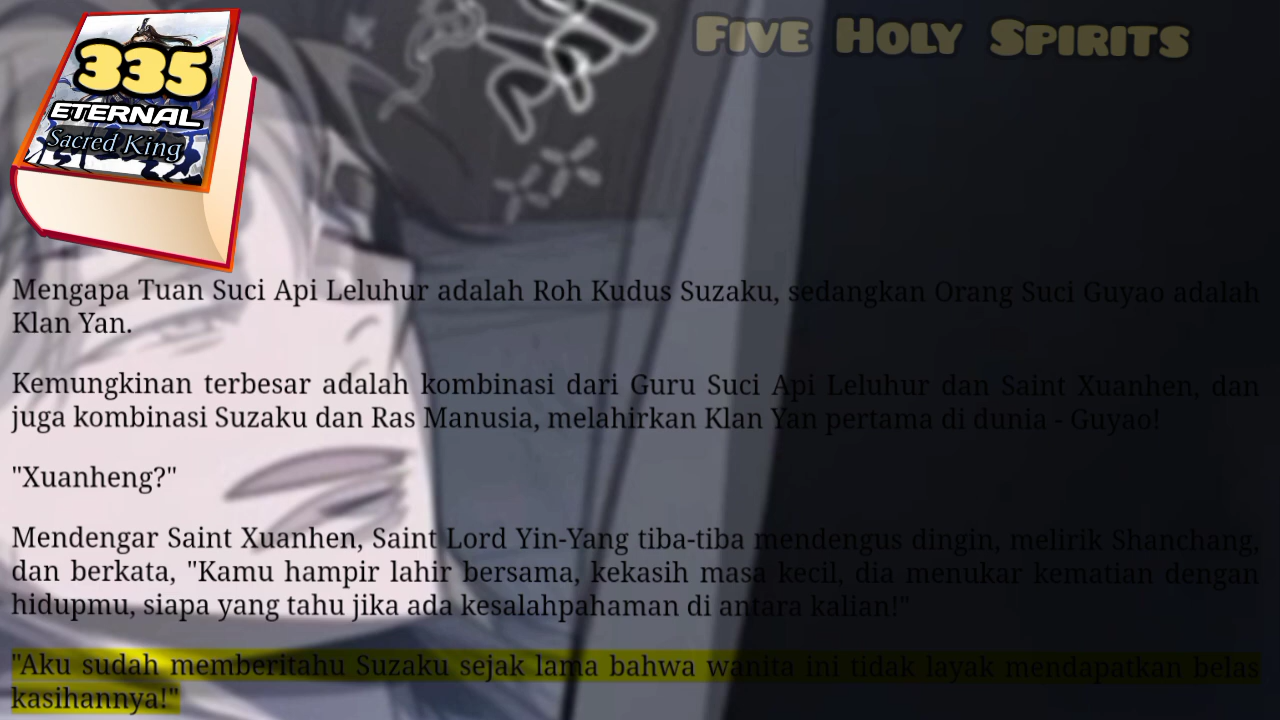 335
ETERNAL
Sacred King
Five Holy Spirits
Mengapa Tuan Suci Api Leluhur adalah Roh Kudus Suzaku, sedangkan Orang Suci Guyao adalah
Klan Yan.
Kemungkinan terbesar adalah kombinasi dari Guru Suci Api Leluhur dan Saint Xuanhen, dan
juga kombinasi Suzaku dan Ras Manusia, melahirkan Klan Yan pertama di dunia - Guyao!
"Xuanheng?"
Mendengar Saint Xuanhen, Saint Lord Yin-Yang tiba-tiba mendengus dingin, melirik Shanchang,
dan berkata, "Kamu hampir lahir bersama, kekasih masa kecil, dia menukar kematian dengan
hidupmu, siapa yang tahu jika ada kesalahpahaman di antara kalian!"
"Aku sudah memberitahu Suzaku sejak lama bahwa wanita ini tidak layak mendapatkan belas
kasihannya!"